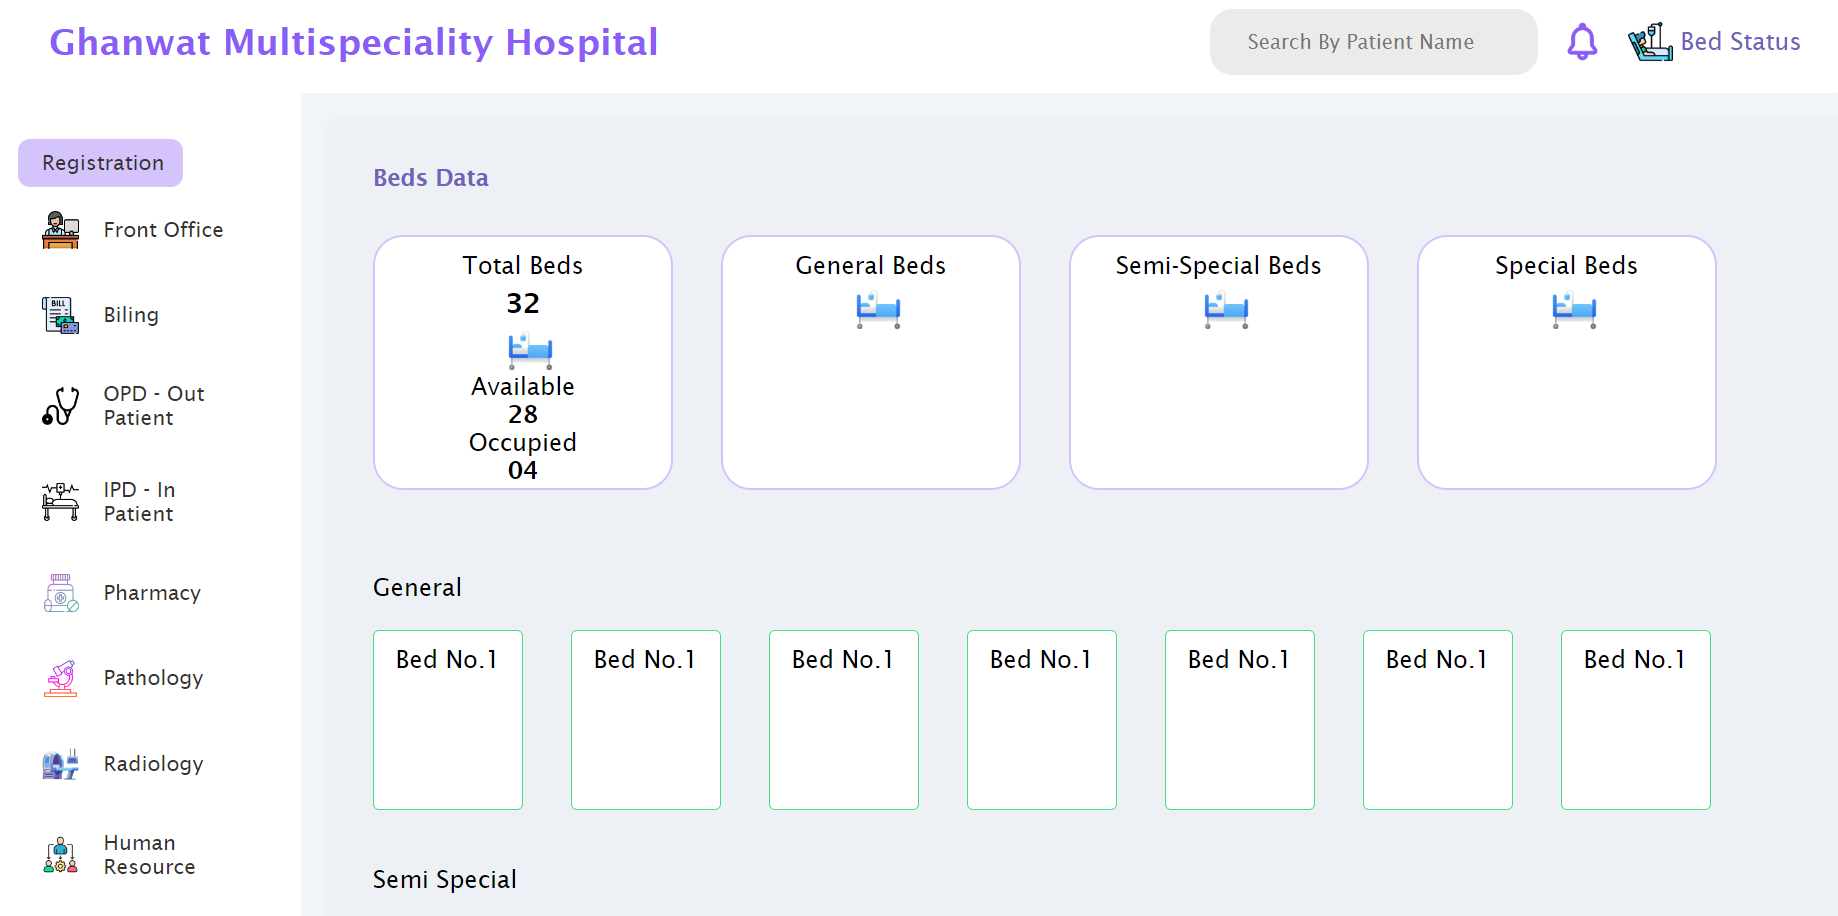 Ghanwat Multispeciality Hospital
Search By Patient Name
Bed Status
Registration
Front Office
BILL
Biling
OPD - Out
Patient
IPD - In
Patient
Pharmacy
Pathology
Radiology
Human
Resource
Beds Data
Total Beds
32
Available
28
Occupied
04
General Beds
Semi-Special Beds
Special Beds
General
Bed No.1
Bed No.1
Bed No.1
Bed No.1
Bed No.1
Bed No.1
Bed No.1
Semi Special